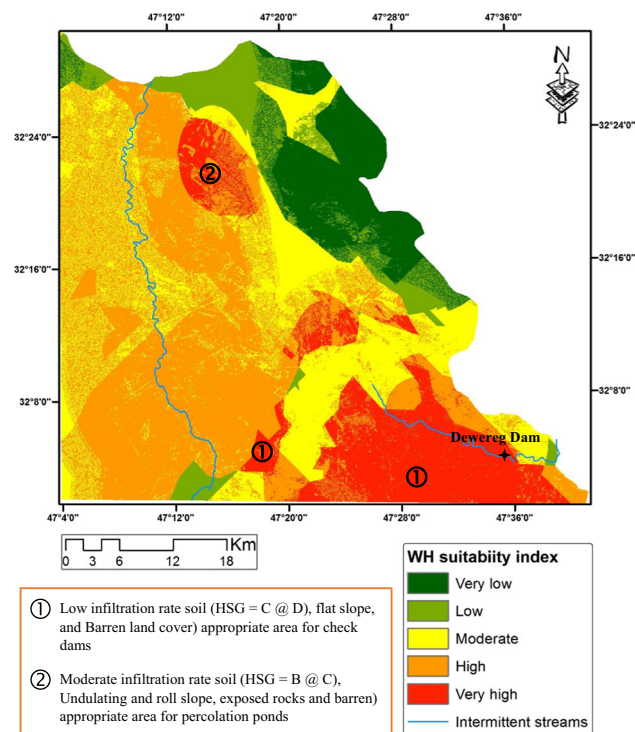 47°12'0" 47°20'0" 47°28'0" 47°36'0"
N
32°24'0" 32°24'0"
②
32°16'0" 32°16'0"
32°8'0" 32°8'0"
Dewereg Dam
①
①
47°4'0" 47°12'0" 47°20'0" 47°28'0" 47°36'0"
Km
0 3 6 12 18
WH suitabiity index
Very low
Low
Moderate
High
Very high
Intermittent streams
① Low infiltration rate soil (HSG = C @ D), flat slope,
and Barren land cover) appropriate area for check
dams
② Moderate infiltration rate soil (HSG = B @ C),
Undulating and roll slope, exposed rocks and barren)
appropriate area for percolation ponds